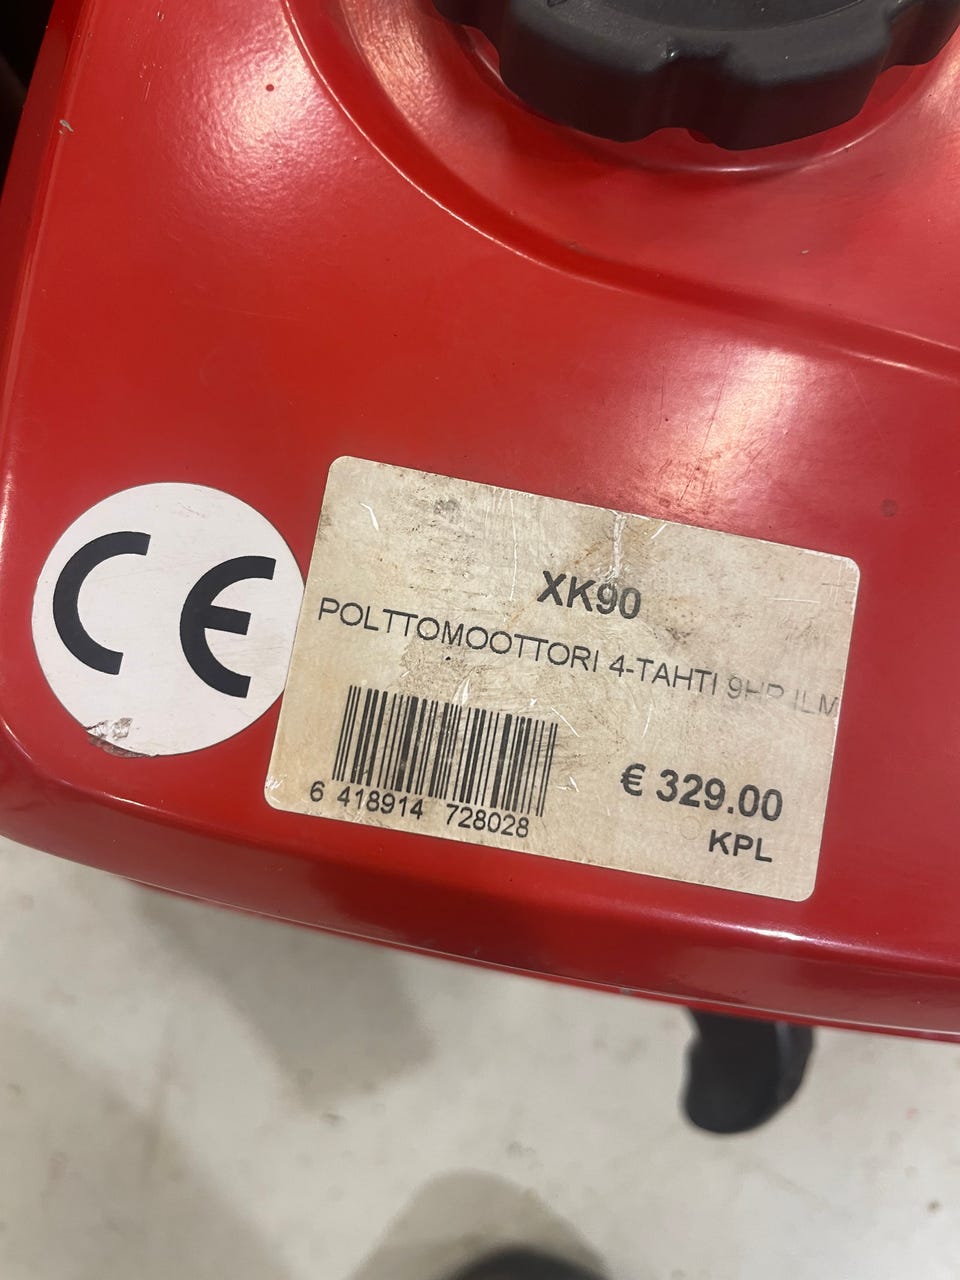 CE
XK90
POLTTOMOOTTORI 4-TAHTI 9HP ILM
6 418914 728028
€ 329.00
KPL